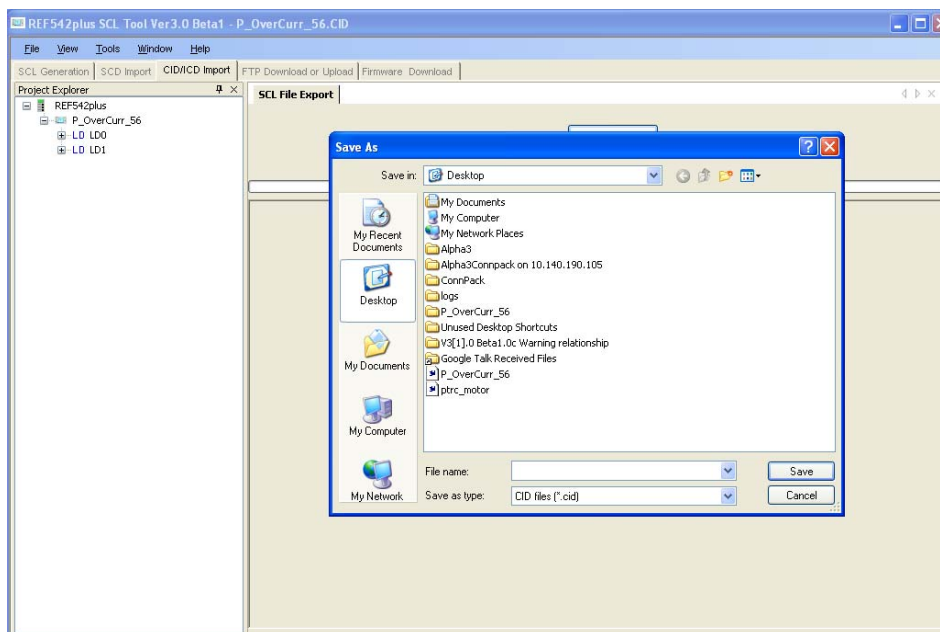 REF542plus SCL Tool Ver3.0 Beta1 - P_OverCurr_56.CID
File View Tools Window Help
SCL Generation SCD Import CID/ICD Import FTP Download or Upload Firmware Download
Project Explorer
REF542plus
P_OverCurr_56
LD LD0
LD LD1
SCL File Export
Save As
Save in: Desktop
My Recent
Documents
Desktop
My Documents
My Computer
My Network
My Documents
My Computer
My Network Places
Alpha3
Alpha3Connpack on 10.140.190.105
ConnPack
logs
P_OverCurr_56
Unused Desktop Shortcuts
V3[1].0 Beta1.0c Warning relationship
Google Talk Received Files
P_OverCurr_56
ptrc_motor
File name:
Save
Save as type: CID files (*.cid)
Cancel